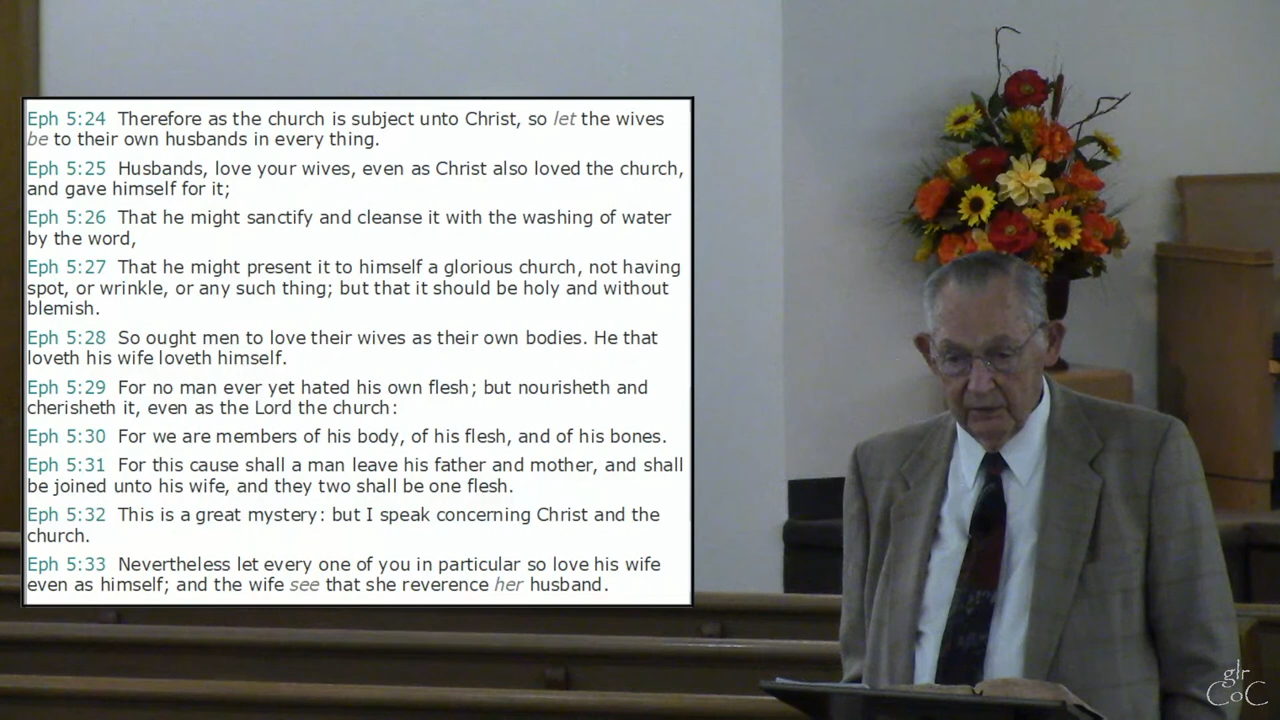 Eph 5:24 Therefore as the church is subject unto Christ, so let the wives
be to their own husbands in every thing.
Eph 5:25 Husbands, love your wives, even as Christ also loved the church,
and gave himself for it;
Eph 5:26 That he might sanctify and cleanse it with the washing of water
by the word,
Eph 5:27 That he might present it to himself a glorious church, not having
spot, or wrinkle, or any such thing; but that it should be holy and without
blemish.
Eph 5:28 So ought men to love their wives as their own bodies. He that
loveth his wife loveth himself.
Eph 5:29 For no man ever yet hated his own flesh; but nourisheth and
cherisheth it, even as the Lord the church:
Eph 5:30 For we are members of his body, of his flesh, and of his bones.
Eph 5:31 For this cause shall a man leave his father and mother, and shall
be joined unto his wife, and they two shall be one flesh.
Eph 5:32 This is a great mystery: but I speak concerning Christ and the
church.
Eph 5:33 Nevertheless let every one of you in particular so love his wife
even as himself; and the wife see that she reverence her husband.
glr
CoC